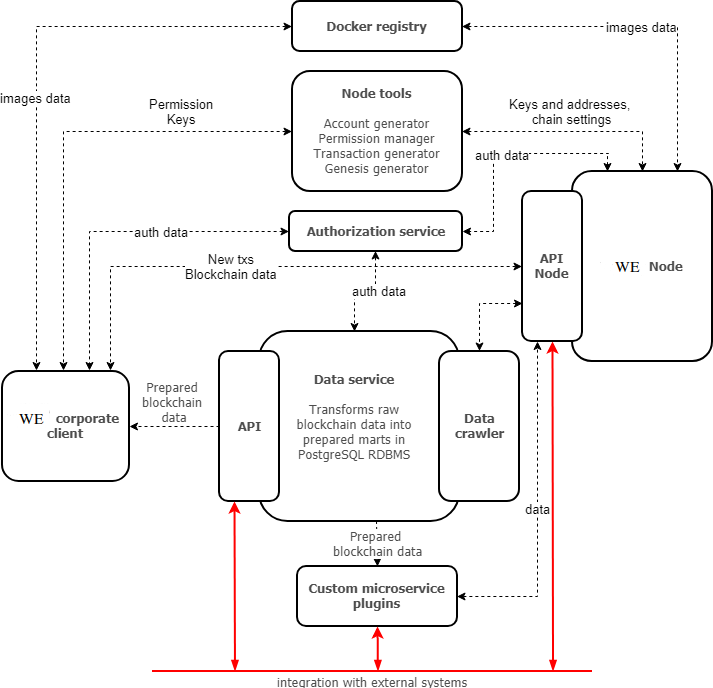 Docker registry
images data
images data
Node tools
Account generator
Permission manager
Transaction generator
Genesis generator
Permission
Keys
Keys and addresses,
chain settings
auth data
Authorization service
auth data
New txs
Blockchain data
API
Node
WE Node
auth data
Data service
Transforms raw
blockchain data into
prepared marts in
PostgreSQL RDBMS
API
Data
crawler
Prepared
blockchain
data
WE corporate
client
data
Prepared
blockchain data
Custom microservice
plugins
integration with external systems